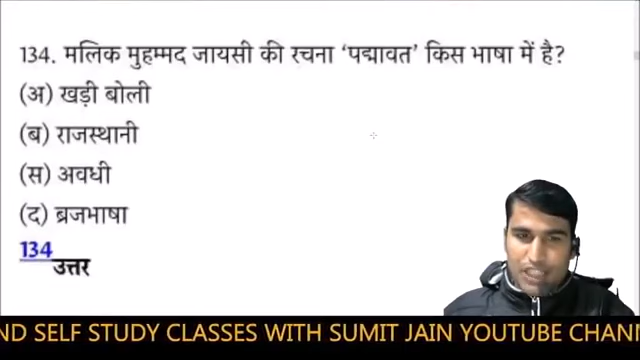 134. मलिक मुहम्मद जायसी की रचना ‘पद्मावत’ किस भाषा में है?
(अ) खड़ी बोली
(ब) राजस्थानी
(स) अवधी
(द) ब्रजभाषा
134
उत्तर
ND SELF STUDY CLASSES WITH SUMIT JAIN YOUTUBE CHAN